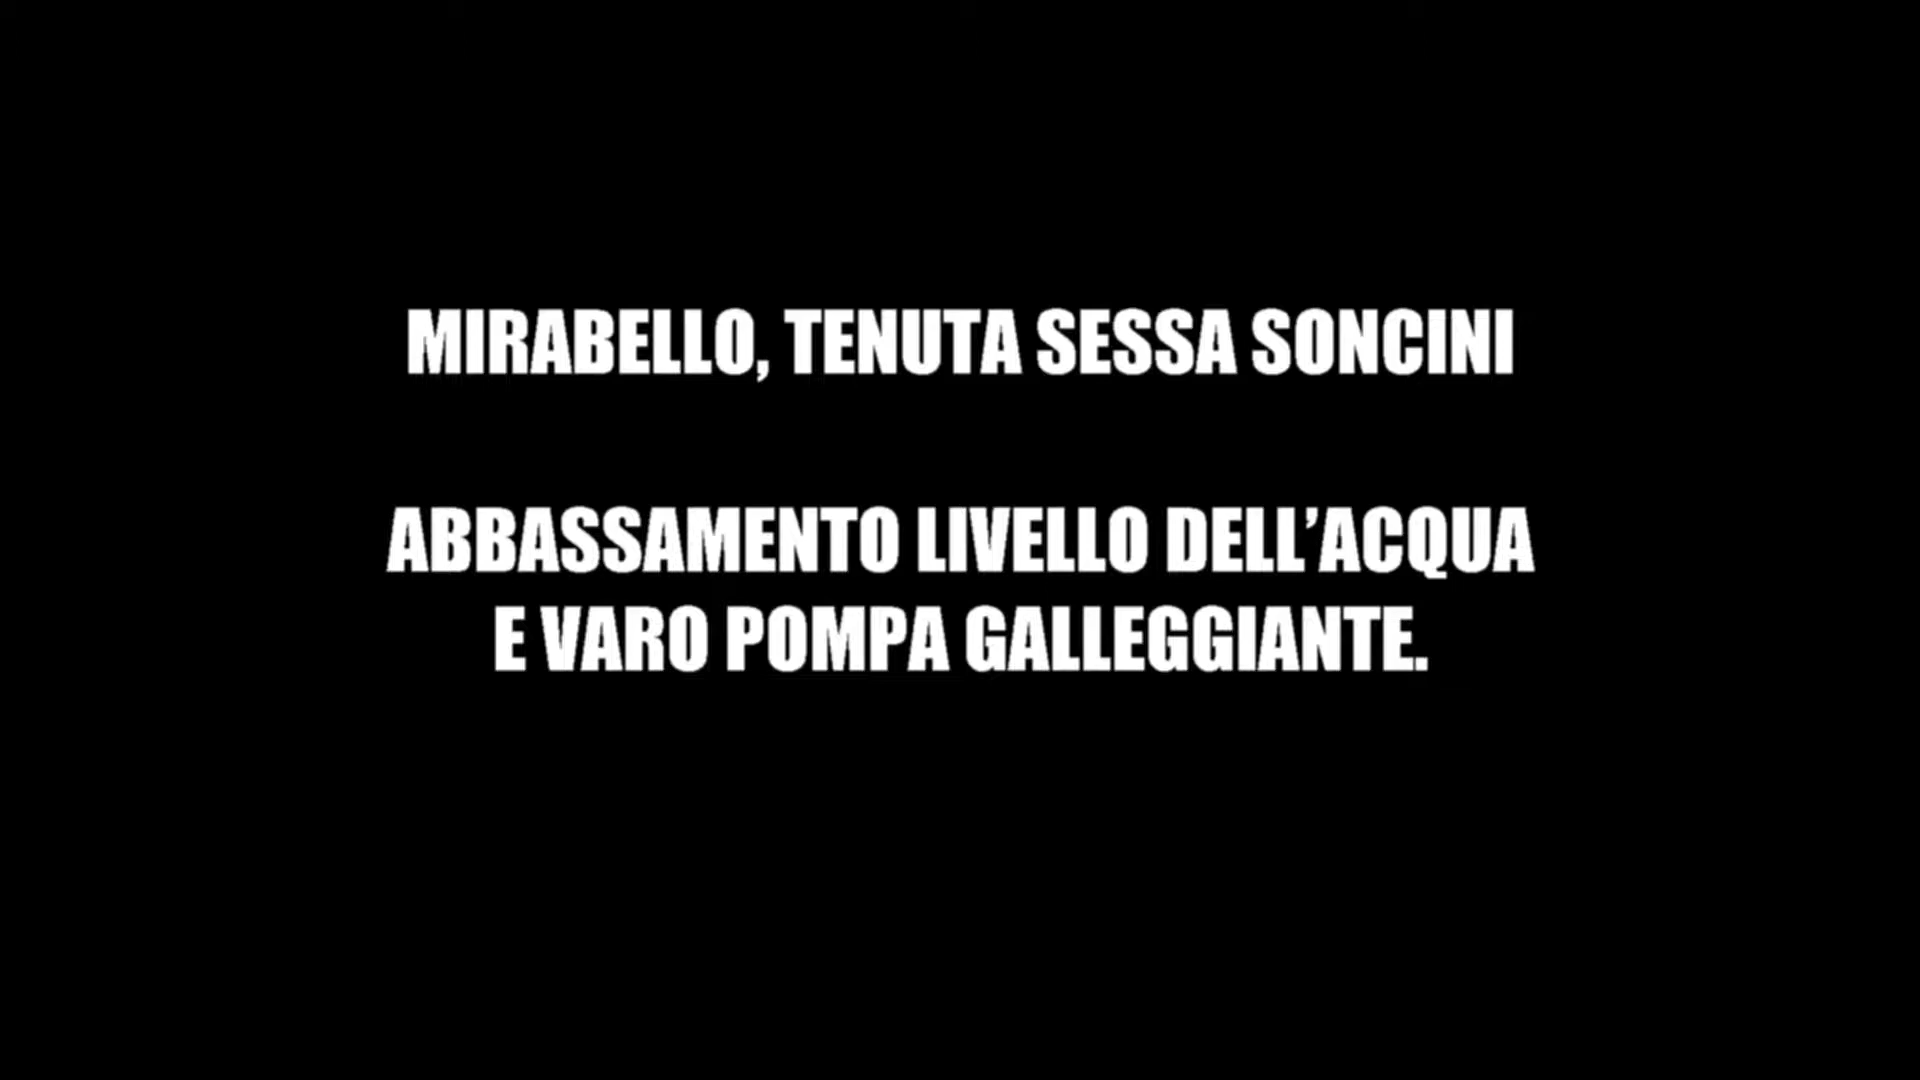 MIRABELLO, TENUTA SESSA SONCINI
ABBASSAMENTO LIVELLO DELL’ACQUA
E VARO POMPA GALLEGGIANTE.